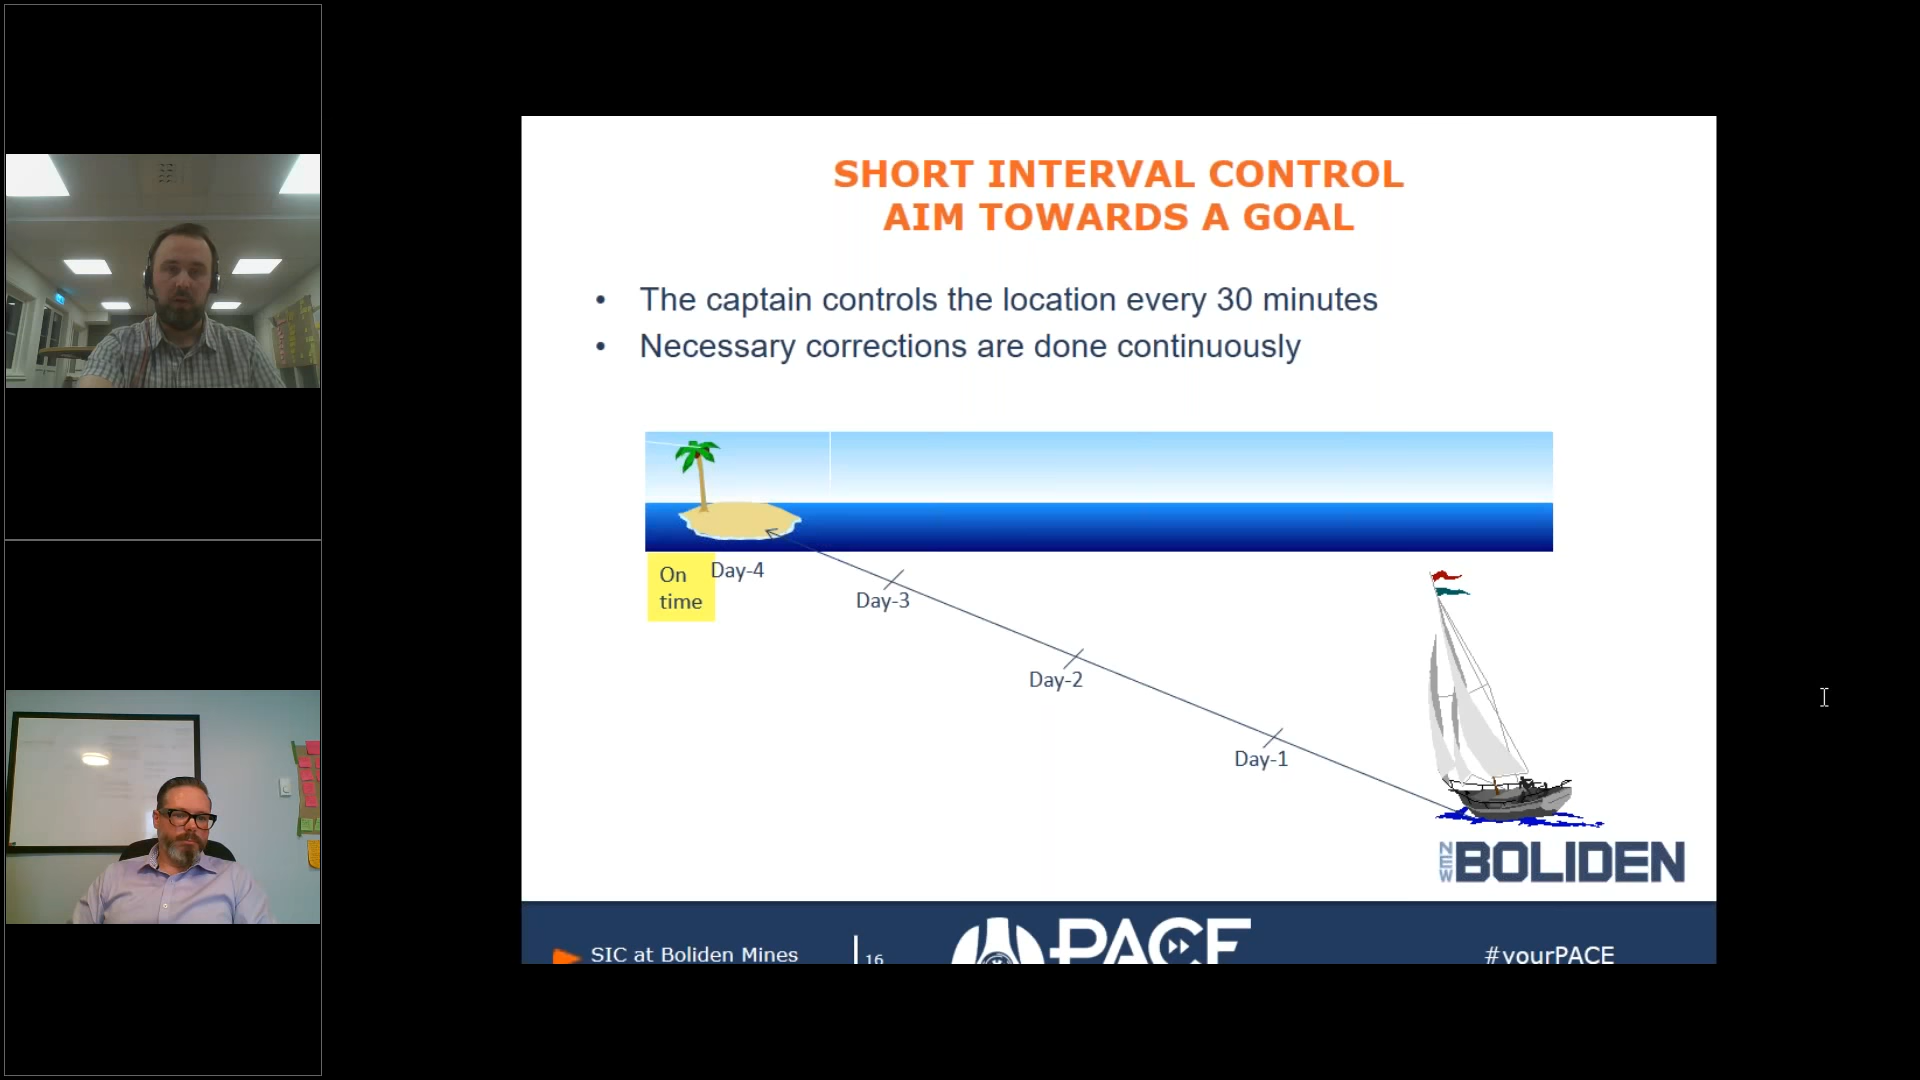 SHORT INTERVAL CONTROL
AIM TOWARDS A GOAL
• The captain controls the location every 30 minutes
• Necessary corrections are done continuously
On
time
Day-4
Day-3
Day-2
Day-1
NEW BOLIDEN
SIC at Boliden Mines
16
PACE
#yourPACE